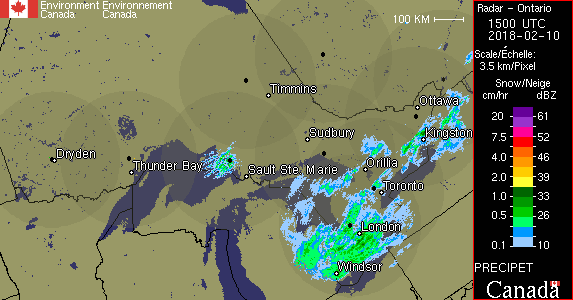 Environment Environnement
Canada Canada
100 KM
Timmins
Ottawa
Sudbury
Kingston
Dryden
Thunder Bay
Sault Ste. Marie
Orillia
Toronto
London
Windsor
Radar - Ontario
1500 UTC
2018-02-10
Scale/Échelle:
3.5 km/Pixel
Snow/Neige
cm/hr dBZ
20 61
7.5 52
4.0 46
2.0 39
1.0 33
0.5 26
0.1 10
PRECIPET
Canada